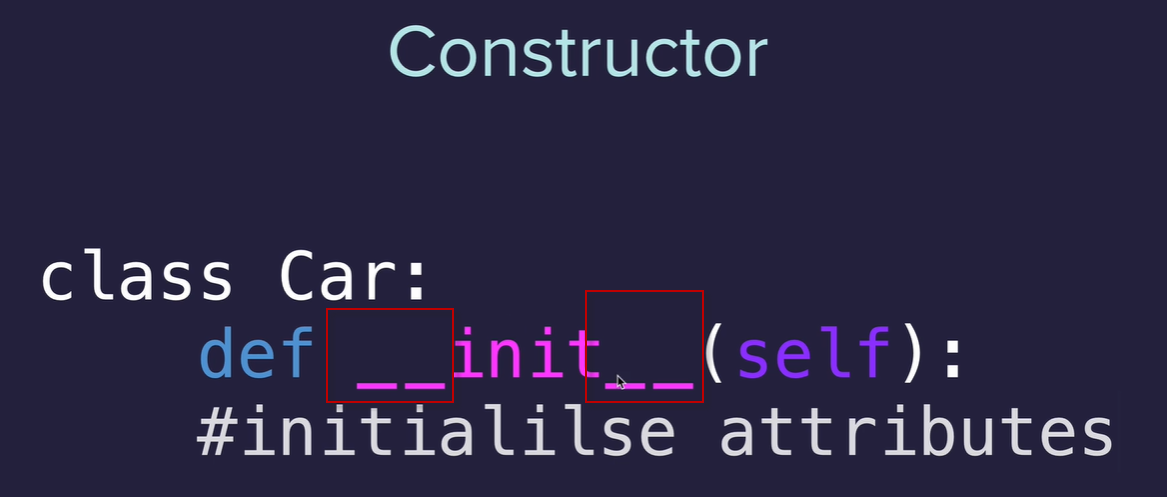 Constructor
class Car:
def __init__(self):
#initialilse attributes